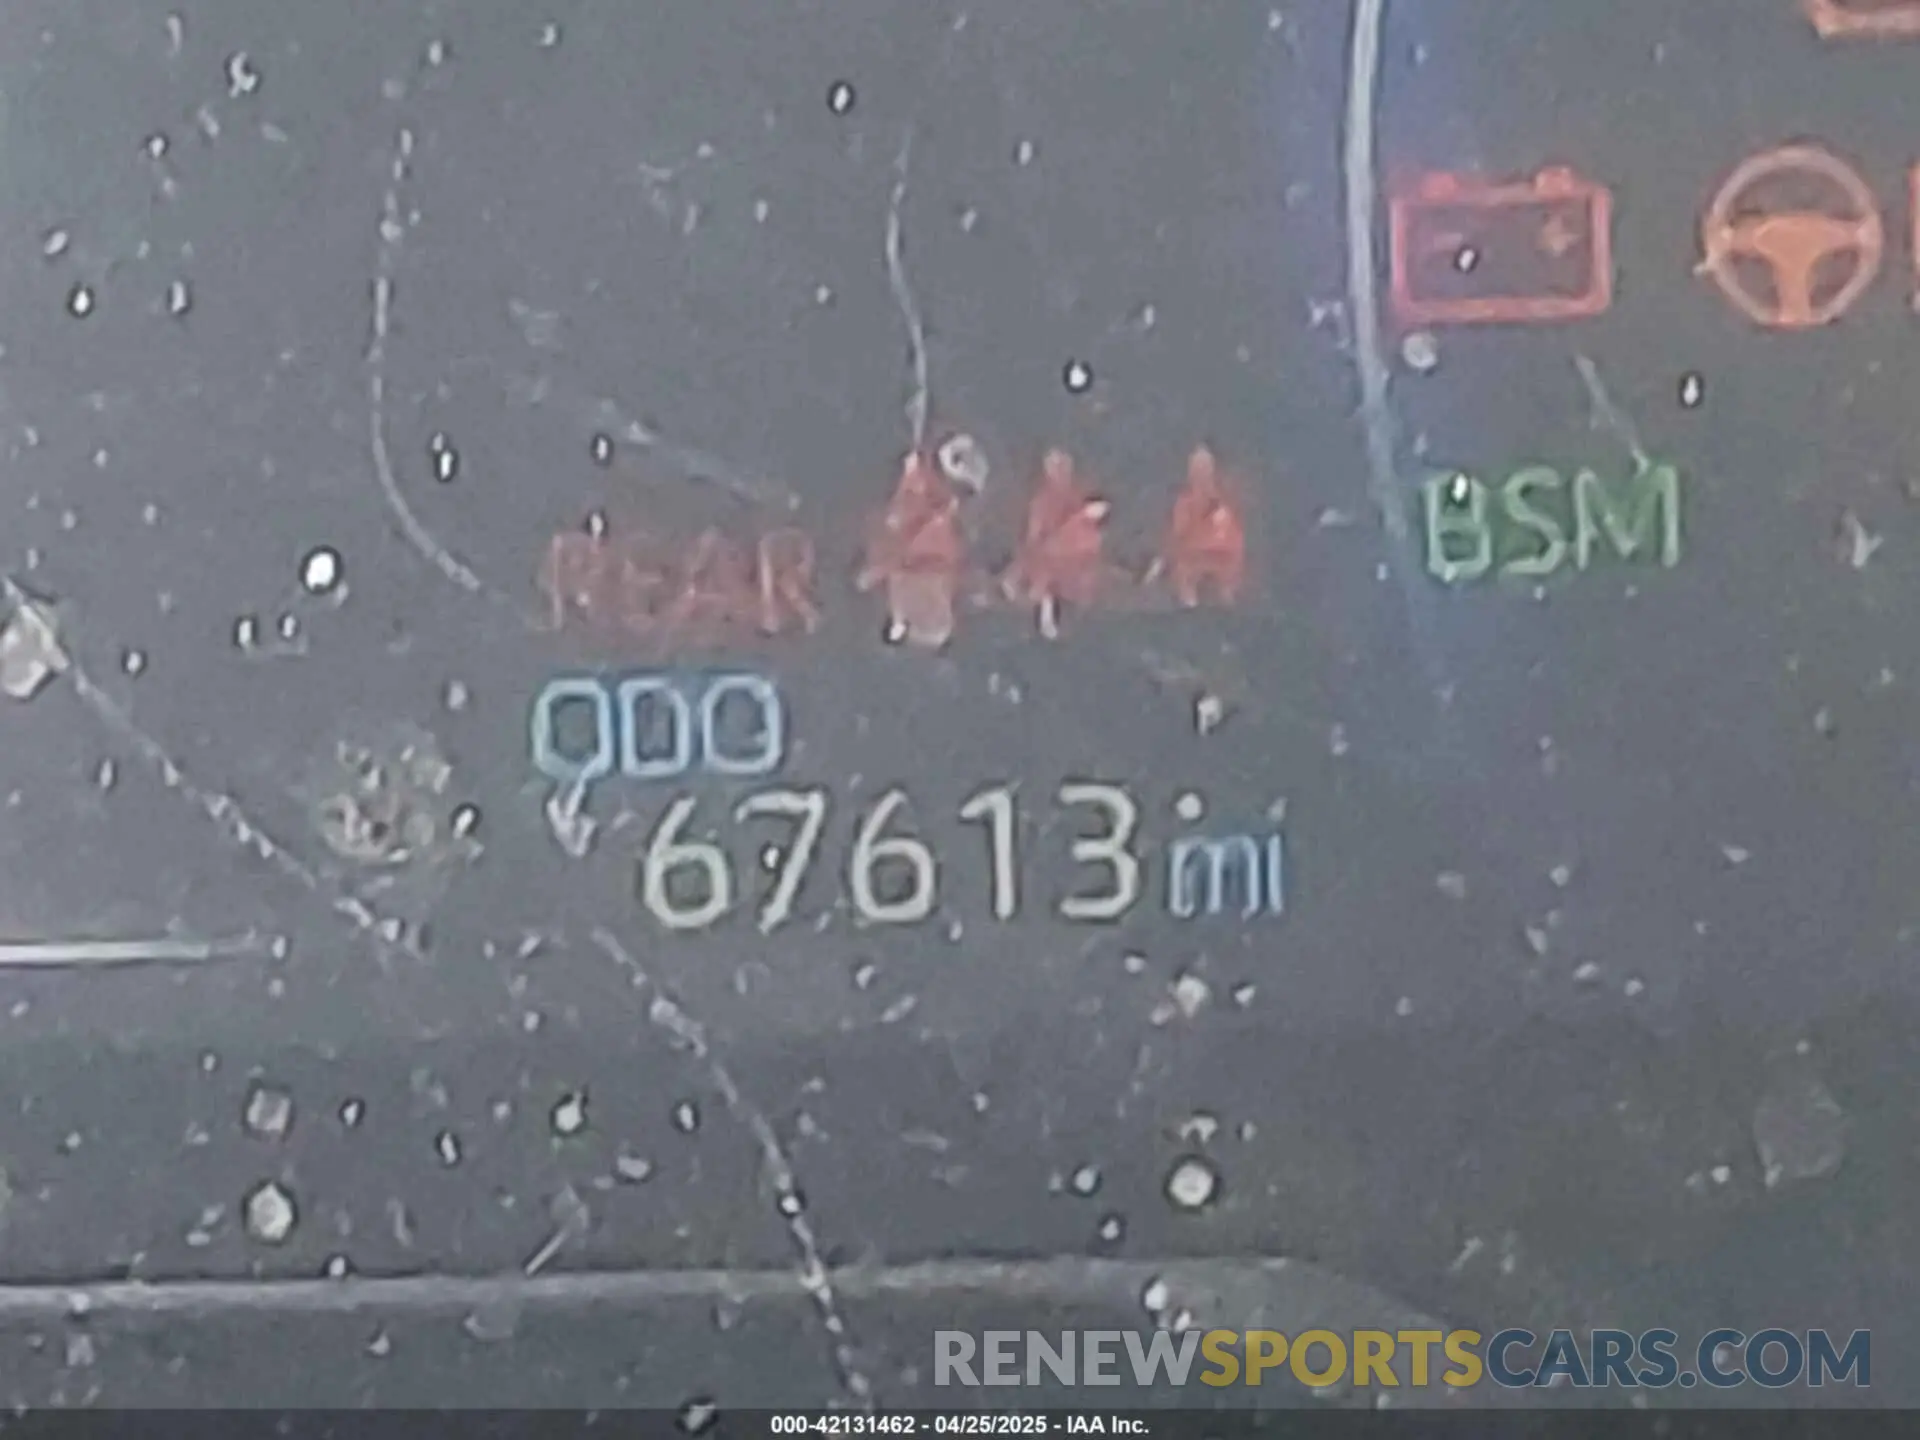 BSM
REAR
ODO
67613 mi
RENEWSPORTSCARS.COM
000-42131462 - 04/25/2025 - IAA Inc.